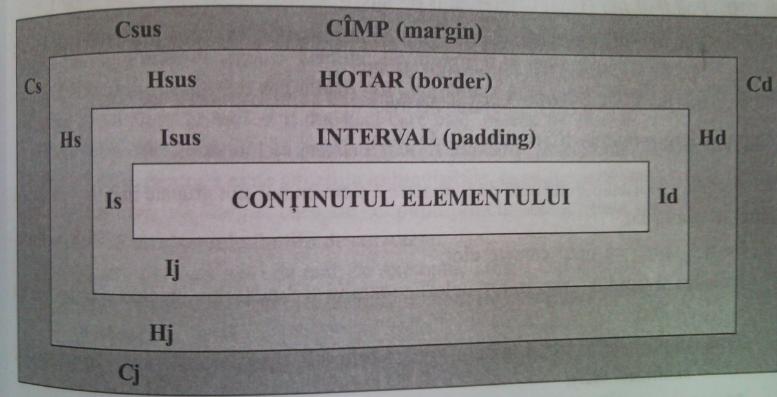 Csus CÎMP (margin)
Cs Hsus HOTAR (border) Cd
Hs Isus INTERVAL (padding) Hd
Is CONȚINUTUL ELEMENTULUI Id
Ij
Hj
Cj